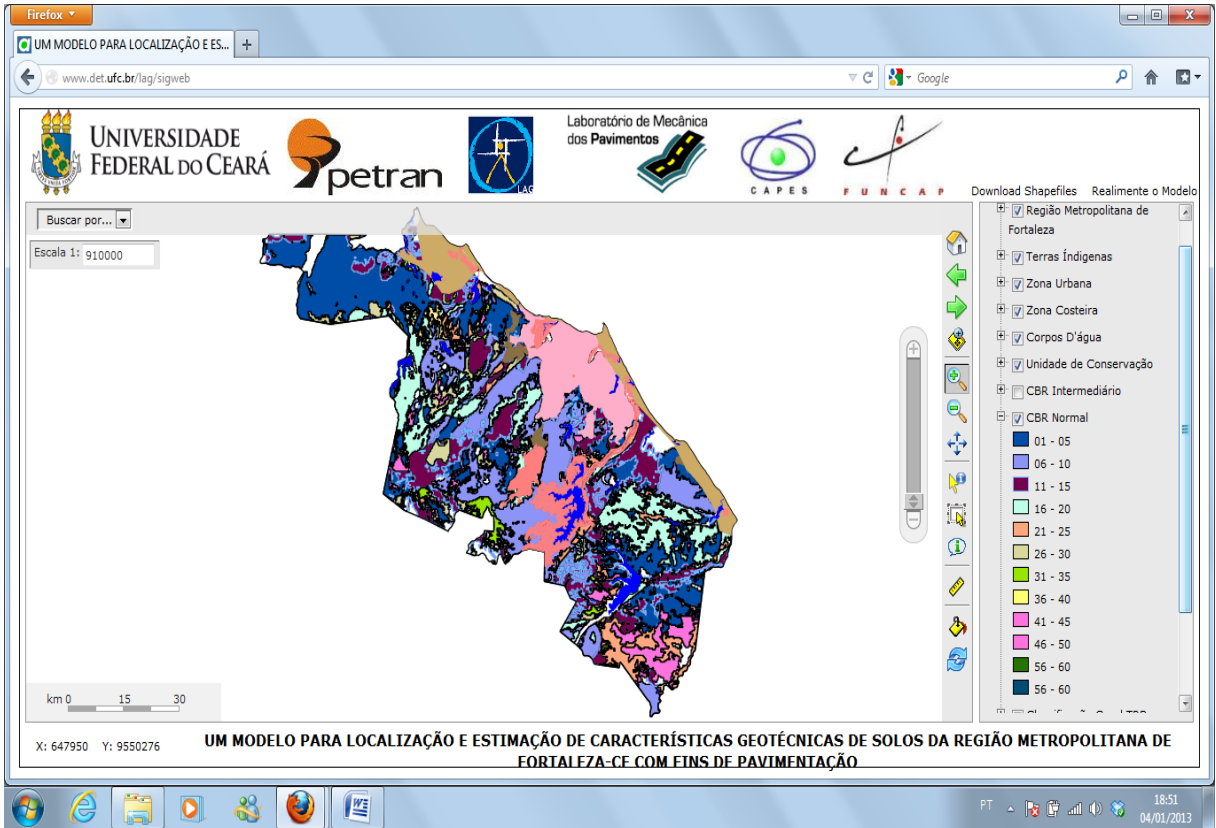 Firefox
UM MODELO PARA LOCALIZAÇÃO E ES...
www.det.ufc.br/lag/sigweb
Google
UNIVERSIDADE
FEDERAL DO CEARÁ
petran
LAG
Laboratório de Mecânica
dos Pavimentos
CAPES
FUNCAP
Download Shapefiles Realimente o Modelo
Buscar por...
Escala 1: 910000
Região Metropolitana de
Fortaleza
Terras Índigenas
Zona Urbana
Zona Costeira
Corpos D'água
Unidade de Conservação
CBR Intermediário
CBR Normal
01 - 05
06 - 10
11 - 15
16 - 20
21 - 25
26 - 30
31 - 35
36 - 40
41 - 45
46 - 50
56 - 60
56 - 60
km 0 15 30
X: 647950 Y: 9550276
UM MODELO PARA LOCALIZAÇÃO E ESTIMAÇÃO DE CARACTERÍSTICAS GEOTÉCNICAS DE SOLOS DA REGIÃO METROPOLITANA DE
FORTALEZA-CE COM FINS DE PAVIMENTAÇÃO
PT
18:51
04/01/2013